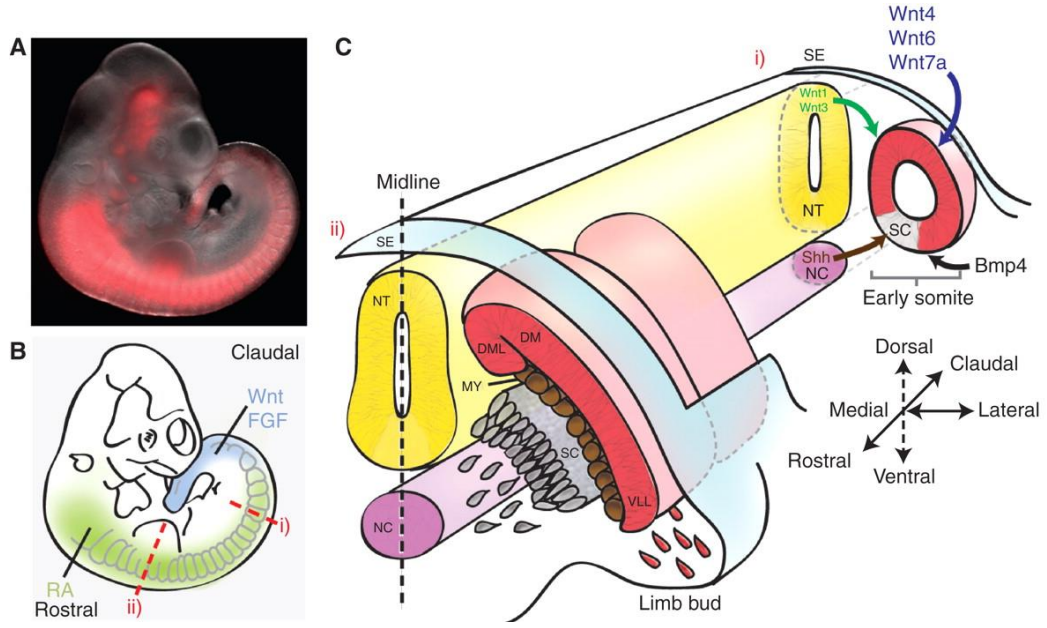 A
B
Claudal
Wnt
FGF
i)
RA
Rostral
ii)
C
Wnt4
Wnt6
Wnt7a
i)
SE
Wnt1
Wnt3
NT
SC
Shh
NC
Bmp4
Early somite
Midline
ii)
SE
NT
DML
DM
MY
SC
VLL
NC
Limb bud
Dorsal
Claudal
Medial
Lateral
Rostral
Ventral